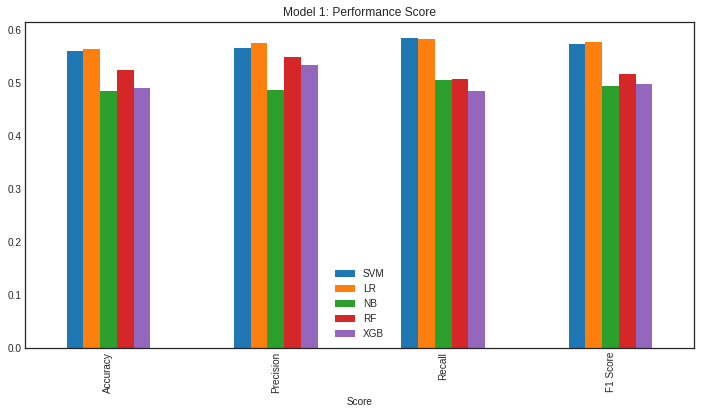 Model 1: Performance Score
0.6
0.5
0.4
0.3
0.2
0.1
0.0
SVM
LR
NB
RF
XGB
Accuracy
Precision
Recall
F1 Score
Score